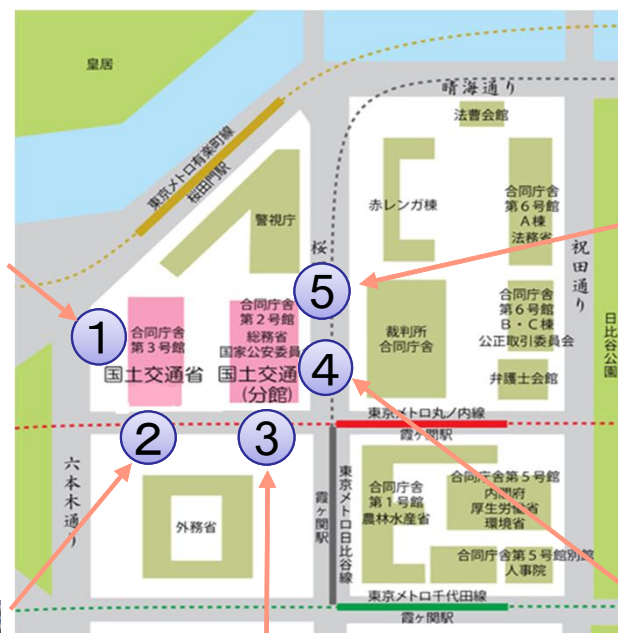 皇居
晴海通り
法曹会館
東京メトロ有楽町線
桜田門駅
警視庁
桜
赤レンガ棟
合同庁舎
第6号館
A棟
法務省
祝田通り
日比谷公園
1
合同庁舎
第3号館
国土交通省
合同庁舎
第2号館
総務省
国家公安委員
国土交通
(分館)
5
4
裁判所
合同庁舎
合同庁舎
第6号館
B・C棟
公正取引委員会
弁護士会館
東京メトロ丸ノ内線
霞ヶ関駅
2
3
六本木通り
外務省
霞ヶ関駅
東京メトロ日比谷線
合同庁舎
第1号館
農林水産省
合同庁舎第5号館
内閣府
厚生労働省
環境省
合同庁舎第5号館別館
人事院
東京メトロ千代田線
霞ヶ関駅